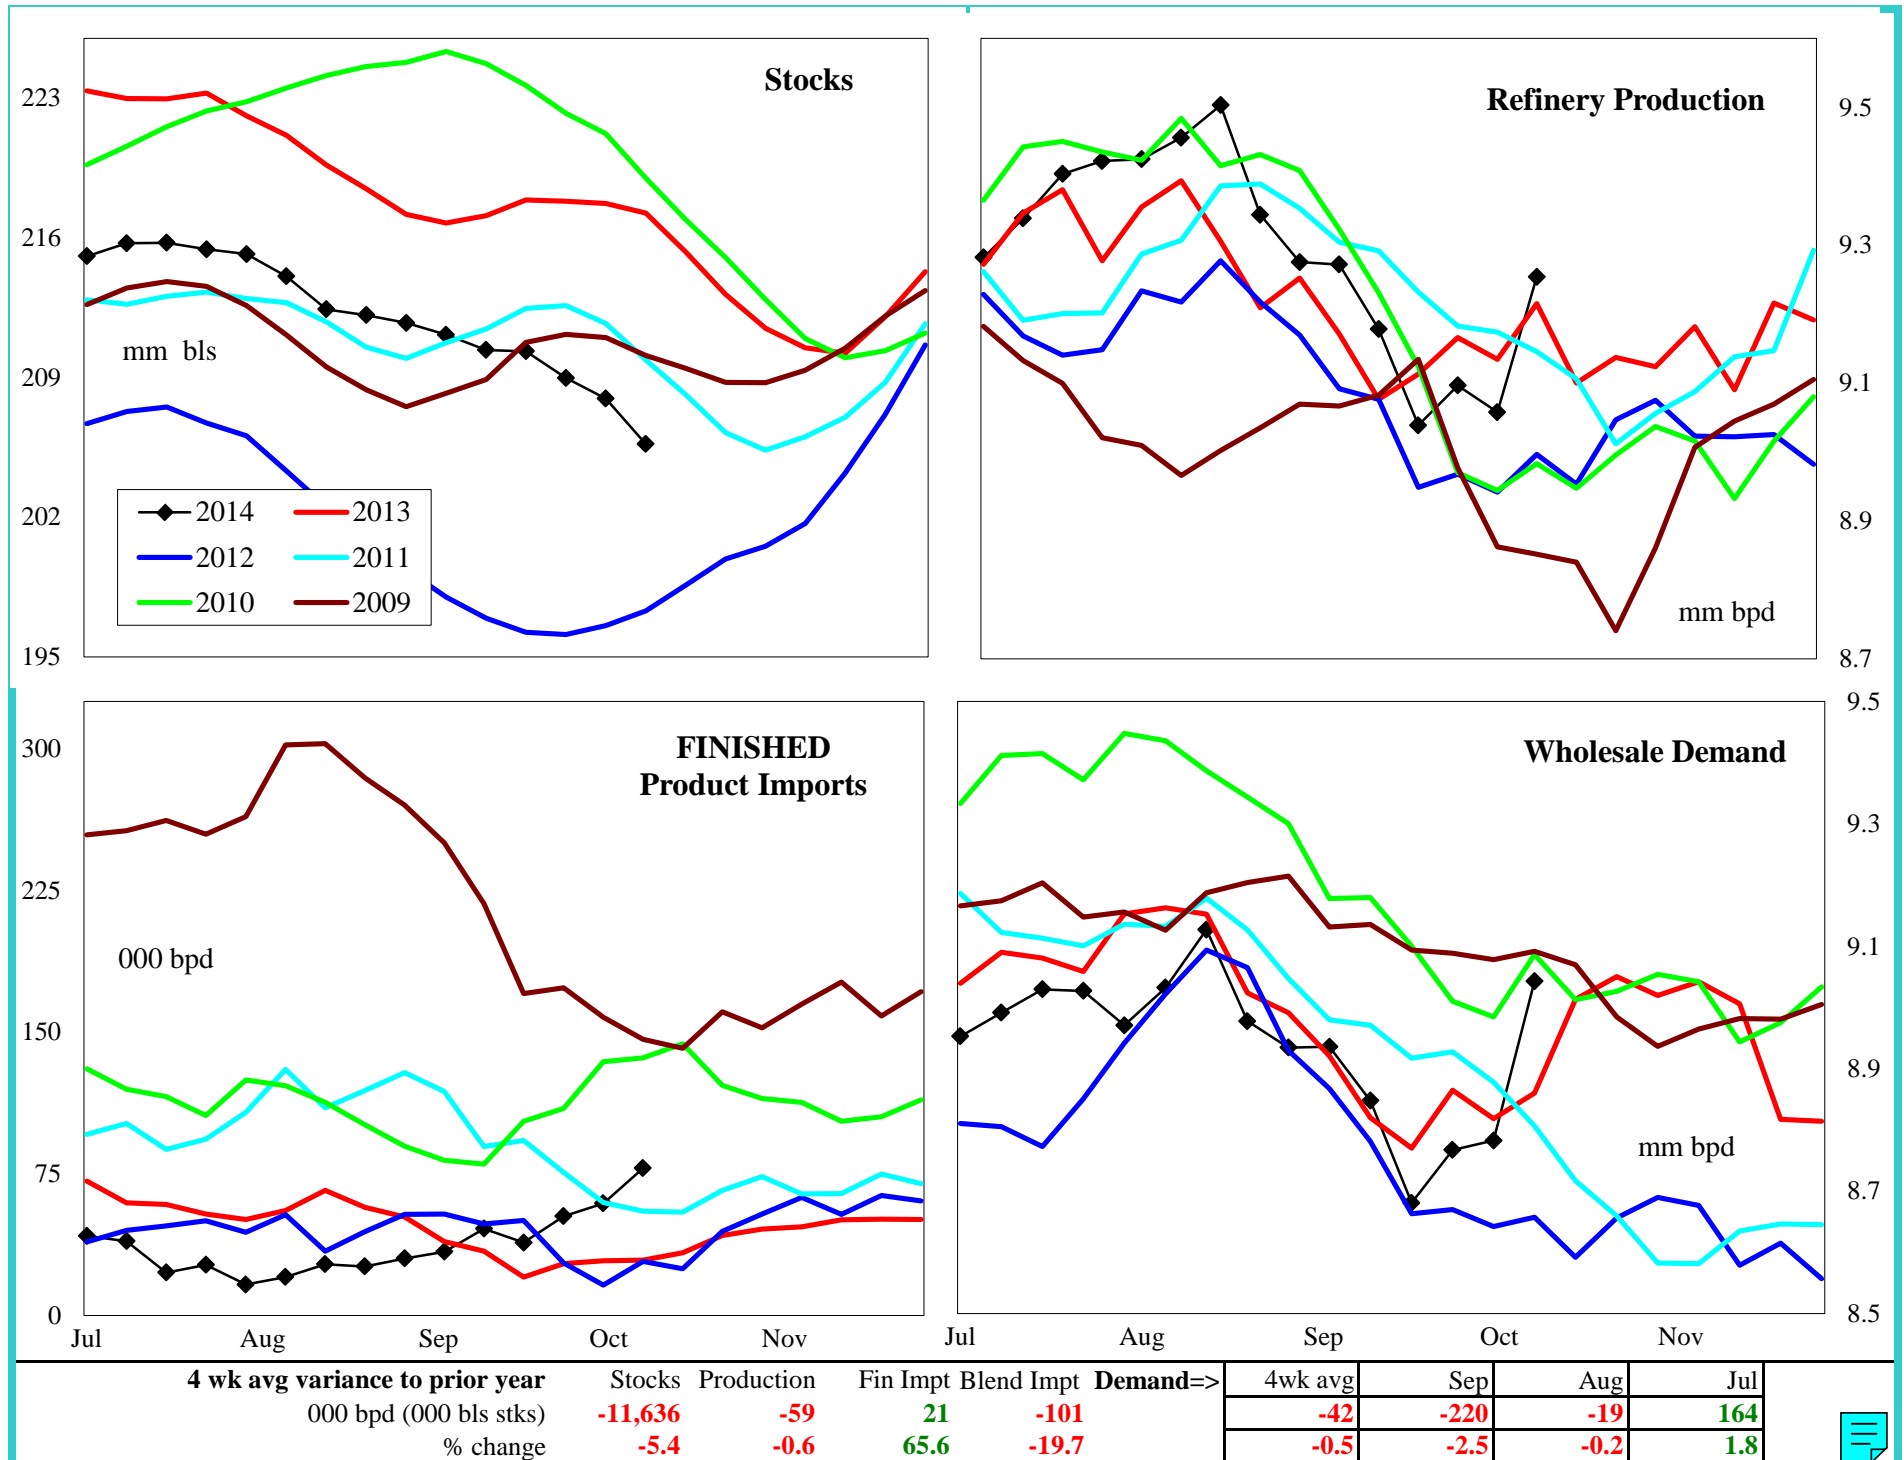 Stocks
223
216
209
202
195
mm bls
2014 2013
2012 2011
2010 2009
Refinery Production
9.5
9.3
9.1
8.9
8.7
mm bpd
FINISHED
Product Imports
300
225
150
75
0
000 bpd
Jul Aug Sep Oct Nov
Wholesale Demand
9.5
9.3
9.1
8.9
8.7
8.5
mm bpd
Jul Aug Sep Oct Nov
4 wk avg variance to prior year Stocks Production Fin Impt Blend Impt Demand=> 4wk avg Sep Aug Jul
000 bpd (000 bls stks) -11,636 -59 21 -101 -42 -220 -19 164
% change -5.4 -0.6 65.6 -19.7 -0.5 -2.5 -0.2 1.8